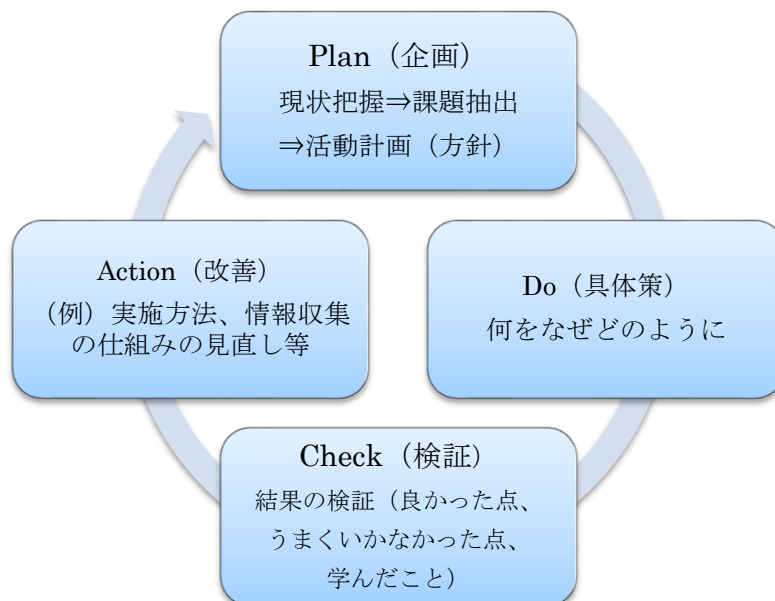 Plan（企画）
現状把握⇒課題抽出
⇒活動計画（方針）
Do（具体策）
何をなぜどのように
Check（検証）
結果の検証（良かった点、
うまくいかなかった点、
学んだこと）
Action（改善）
（例）実施方法、情報収集
の仕組みの見直し等